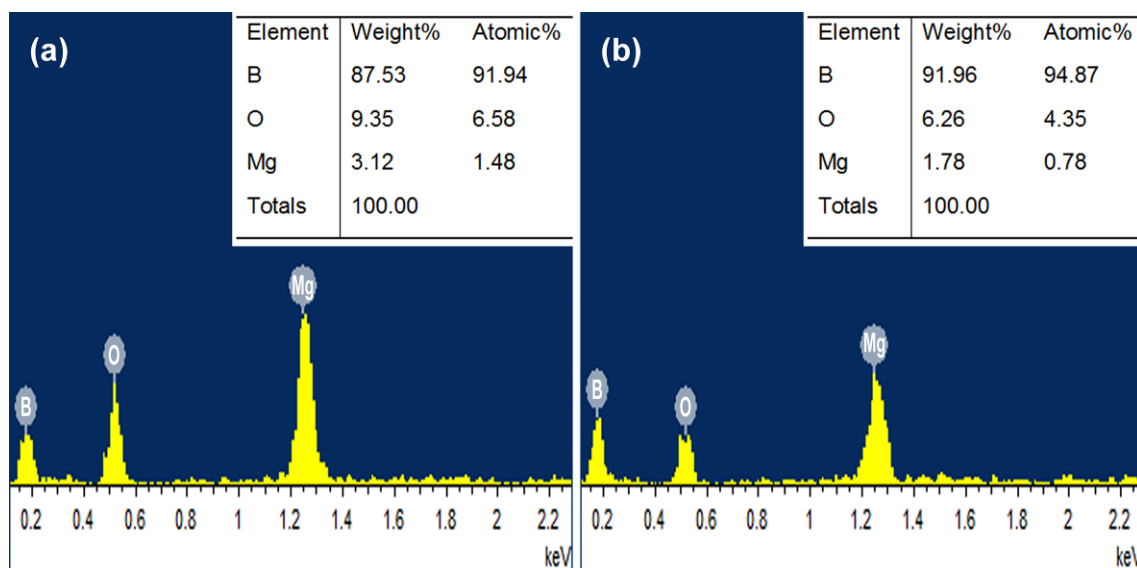 (a)
Element Weight% Atomic%
B 87.53 91.94
O 9.35 6.58
Mg 3.12 1.48
Totals 100.00
B
O
Mg
0.2 0.4 0.6 0.8 1 1.2 1.4 1.6 1.8 2 2.2
keV
(b)
Element Weight% Atomic%
B 91.96 94.87
O 6.26 4.35
Mg 1.78 0.78
Totals 100.00
B
O
Mg
0.2 0.4 0.6 0.8 1 1.2 1.4 1.6 1.8 2 2.2
keV